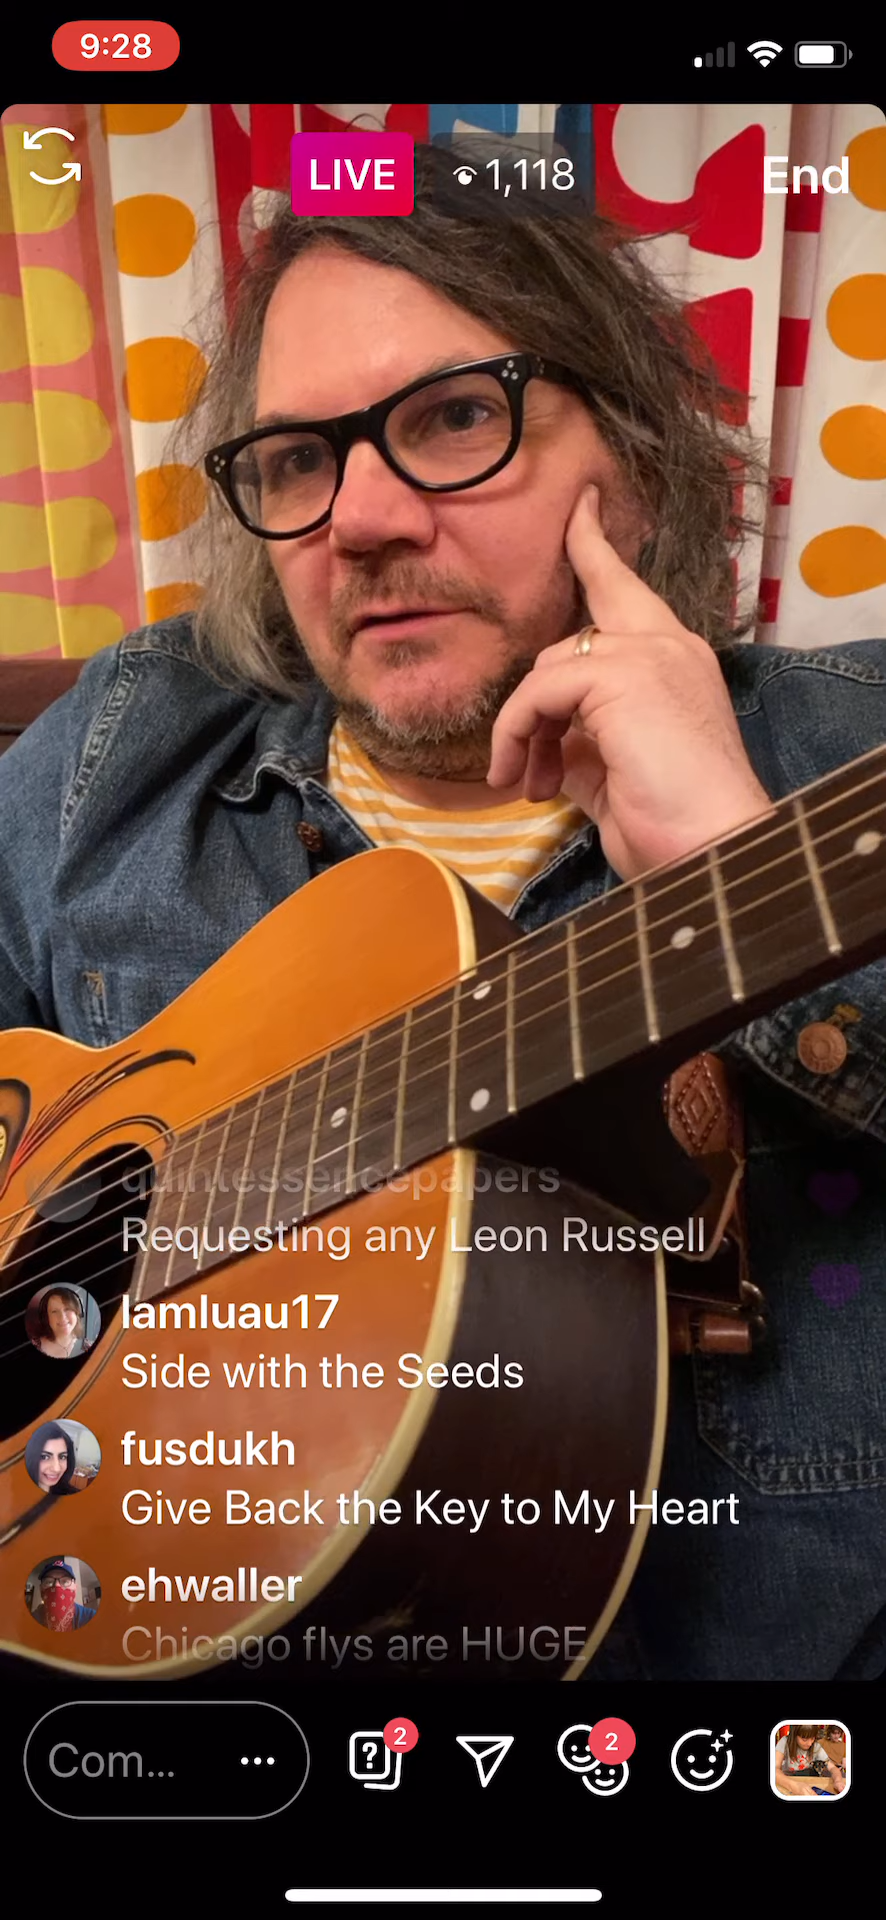 9:28
LIVE
1,118
End
quintessencepapers
Requesting any Leon Russell
lamluau17
Side with the Seeds
fusdukh
Give Back the Key to My Heart
ehwaller
Chicago flys are HUGE
Com...
2
2